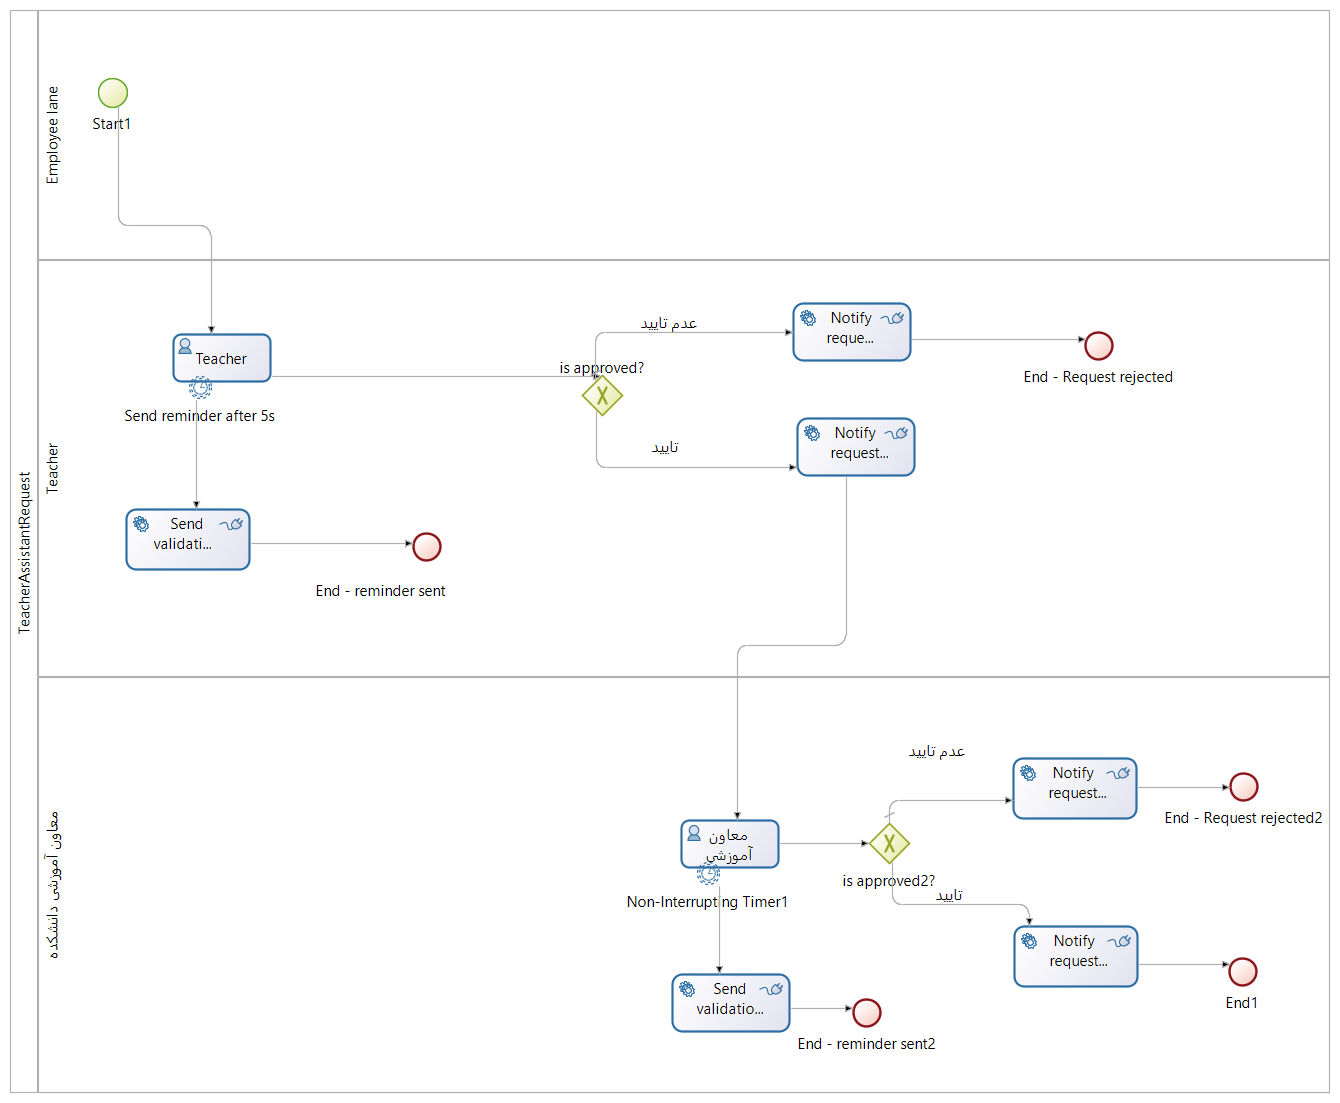 TeacherAssistantRequest
Employee lane
Start1
Teacher
Teacher
Send reminder after 5s
Send
validati...
End - reminder sent
is approved?
عدم تایید
تایید
Notify
reque...
End - Request rejected
Notify
request...
معاون آموزشی دانشکده
معاون
آموزشی
Non-Interrupting Timer1
Send
validatio...
End - reminder sent2
is approved2?
عدم تایید
تایید
Notify
request...
End - Request rejected2
Notify
request...
End1